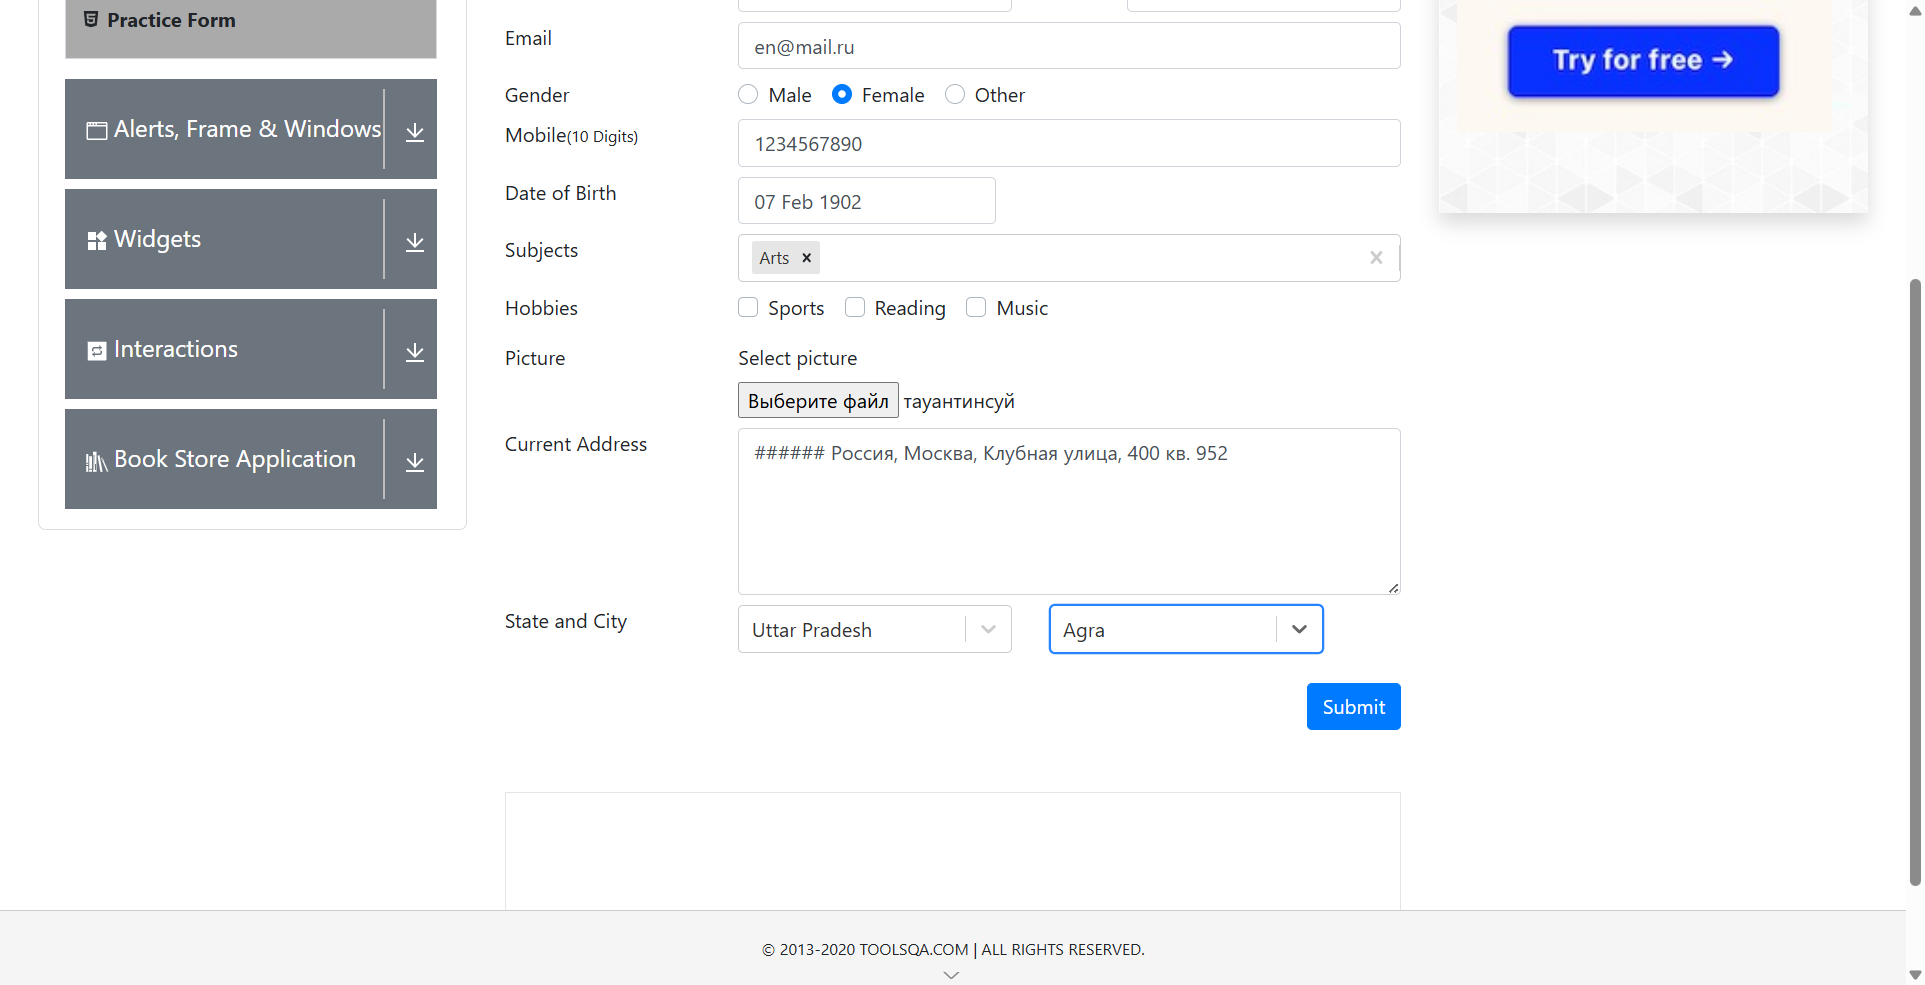 Practice Form
Alerts, Frame & Windows
Widgets
Interactions
Book Store Application
Email
en@mail.ru
Gender
Male Female Other
Mobile(10 Digits)
1234567890
Date of Birth
07 Feb 1902
Subjects
Arts
Hobbies
Sports Reading Music
Picture
Select picture
Выберите файл тауантинсуй
Current Address
###### Россия, Москва, Клубная улица, 400 кв. 952
State and City
Uttar Pradesh
Agra
Submit
Try for free →
© 2013-2020 TOOLSQA.COM | ALL RIGHTS RESERVED.